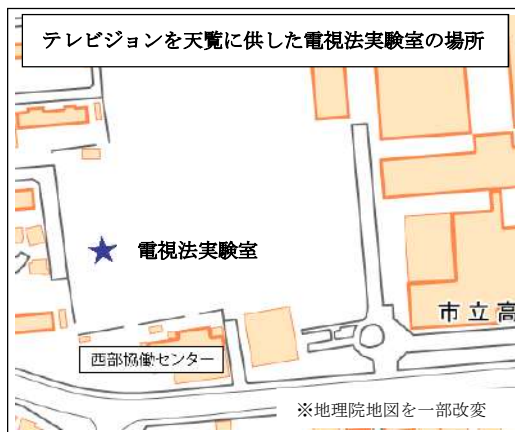 テレビジョンを天覧に供した電視法実験室の場所
電視法実験室
市立高
西部協働センター
※地理院地図を一部改変